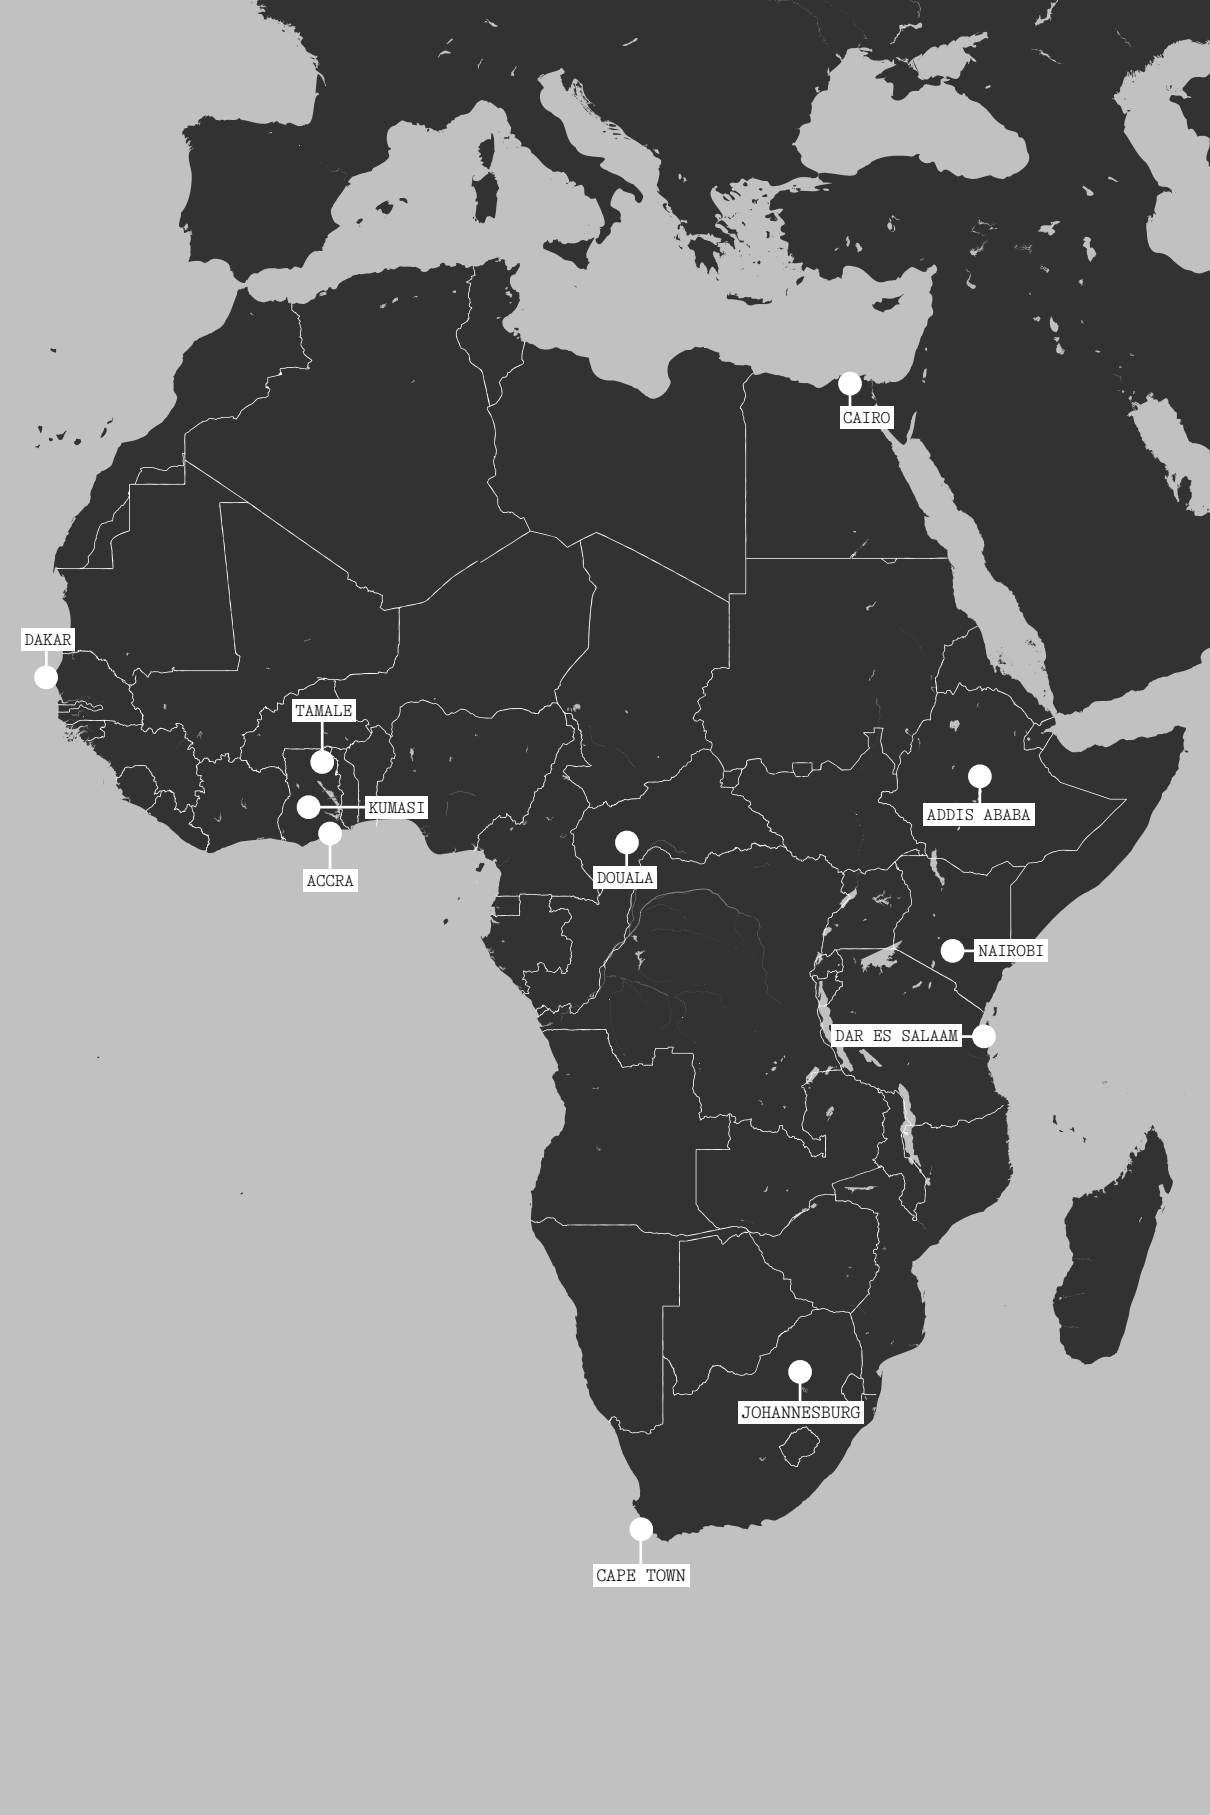 CAIRO
DAKAR
TAMALE
ADDIS ABABA
KUMASI
ACCRA
DOUALA
NAIROBI
DAR ES SALAAM
JOHANNESBURG
CAPE TOWN